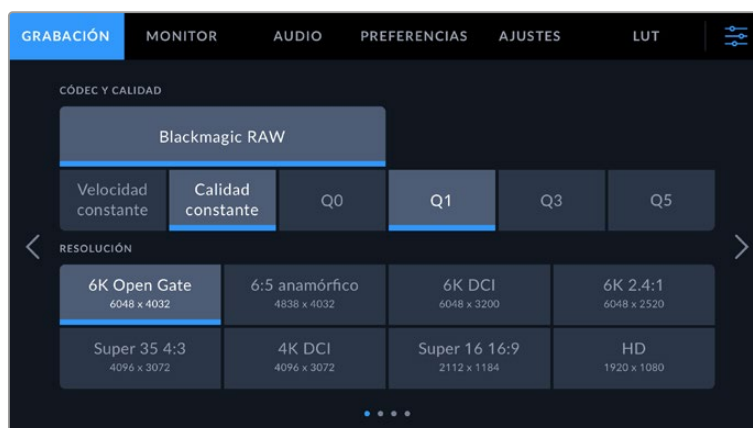 GRABACIÓN MONITOR AUDIO PREFERENCIAS AJUSTES LUT
CÓDEC Y CALIDAD
Blackmagic RAW
Velocidad constante Calidad constante Q0 Q1 Q3 Q5
RESOLUCIÓN
6K Open Gate 6:5 anamórfico 6K DCI 6K 2.4:1
6048 x 4032 4838 x 4032 6048 x 3200 6048 x 2520
Super 35 4:3 4K DCI Super 16 16:9 HD
4096 x 3072 4096 x 3072 2112 x 1184 1920 x 1080